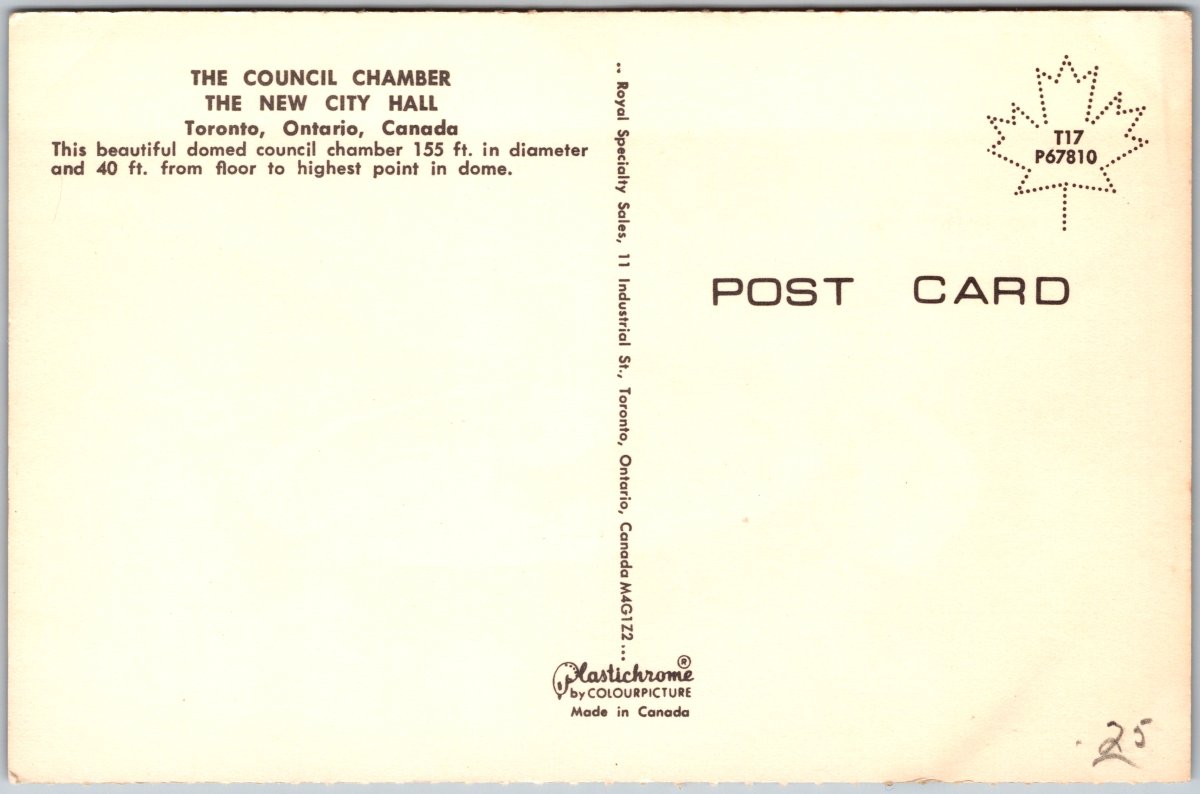 THE COUNCIL CHAMBER
THE NEW CITY HALL
Toronto, Ontario, Canada
This beautiful domed council chamber 155 ft. in diameter
and 40 ft. from floor to highest point in dome.
.. Royal Specialty Sales, 11 Industrial St., Toronto, Ontario, Canada M4G1Z2 ...
Plastichrome®
by COLOURPICTURE
Made in Canada
T17
P67810
POST CARD
.25